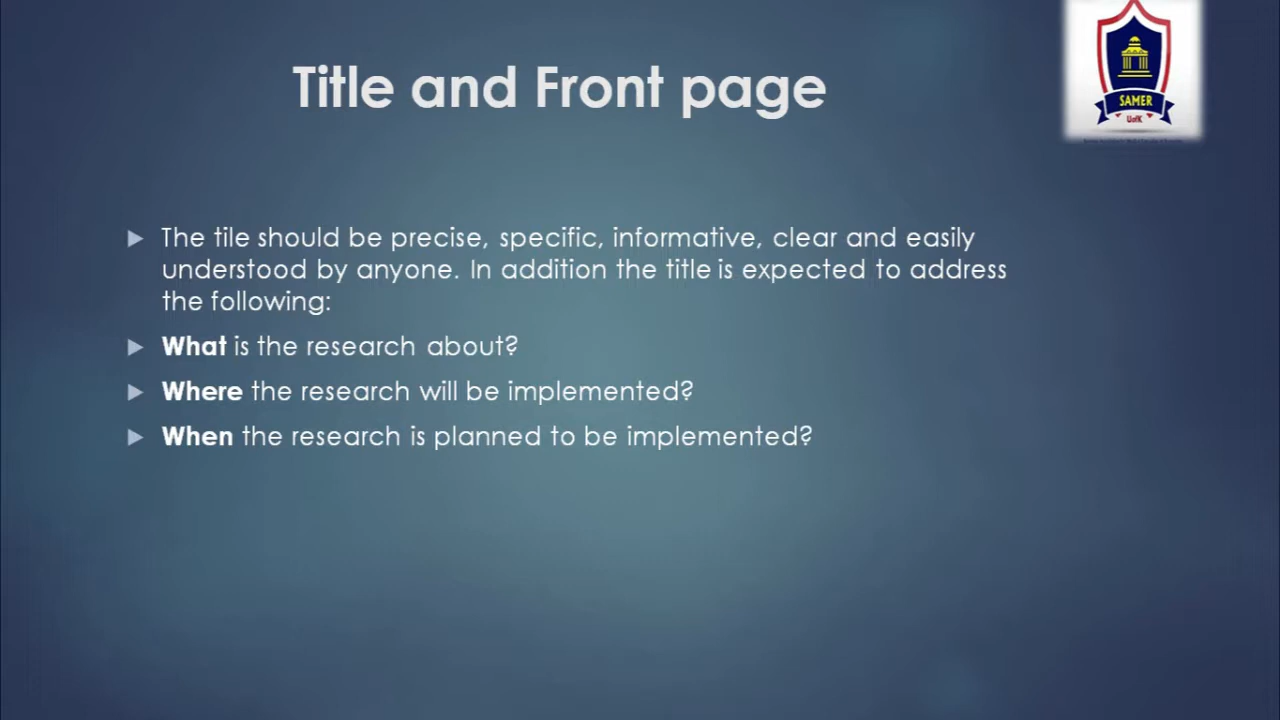 Title and Front page
SAMER
UofK
The tile should be precise, specific, informative, clear and easily
understood by anyone. In addition the title is expected to address
the following:
What is the research about?
Where the research will be implemented?
When the research is planned to be implemented?